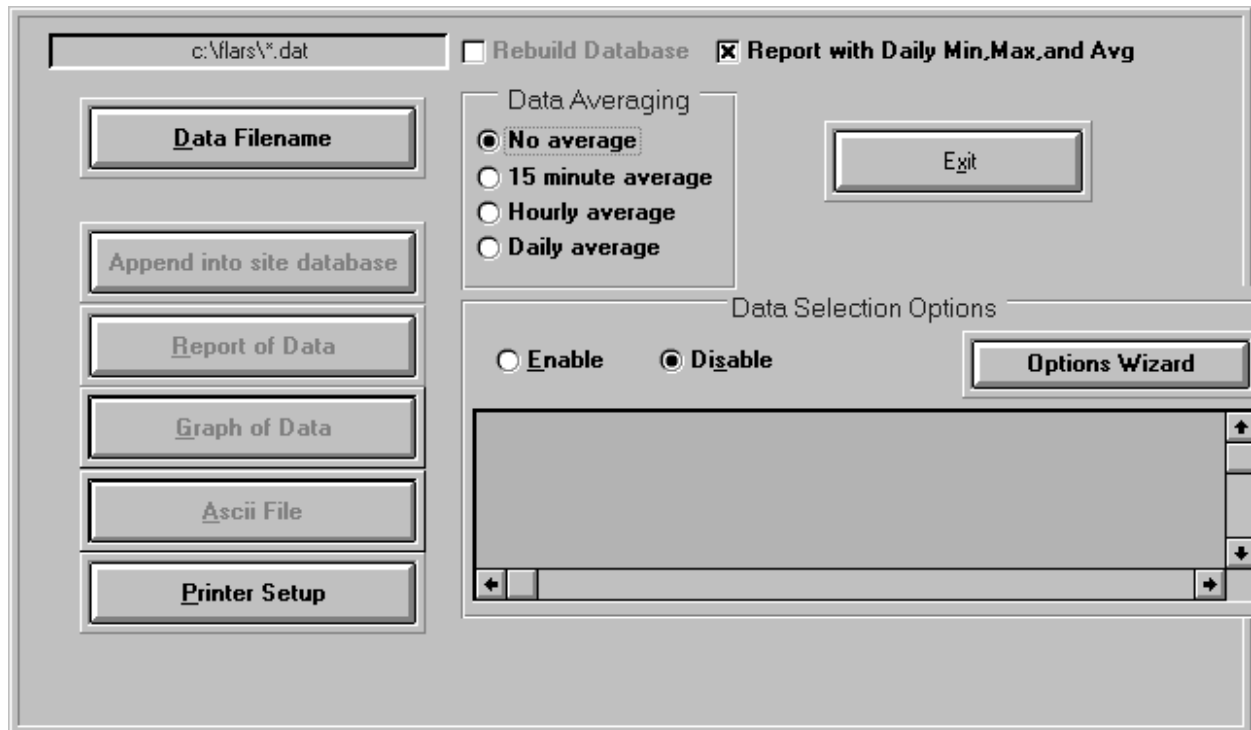 c:\flars\*.dat
Rebuild Database
Report with Daily Min,Max,and Avg
Data Filename
Data Averaging
No average
15 minute average
Hourly average
Daily average
Exit
Append into site database
Report of Data
Graph of Data
Ascii File
Printer Setup
Data Selection Options
Enable
Disable
Options Wizard